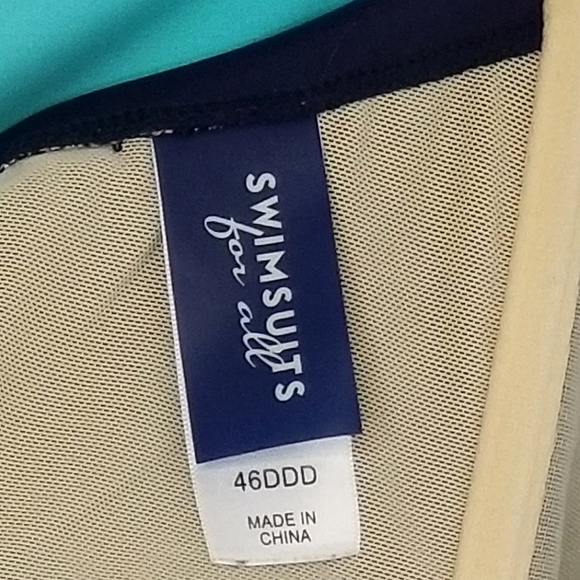 SWIMSUITS
for all
46DDD
MADE IN
CHINA